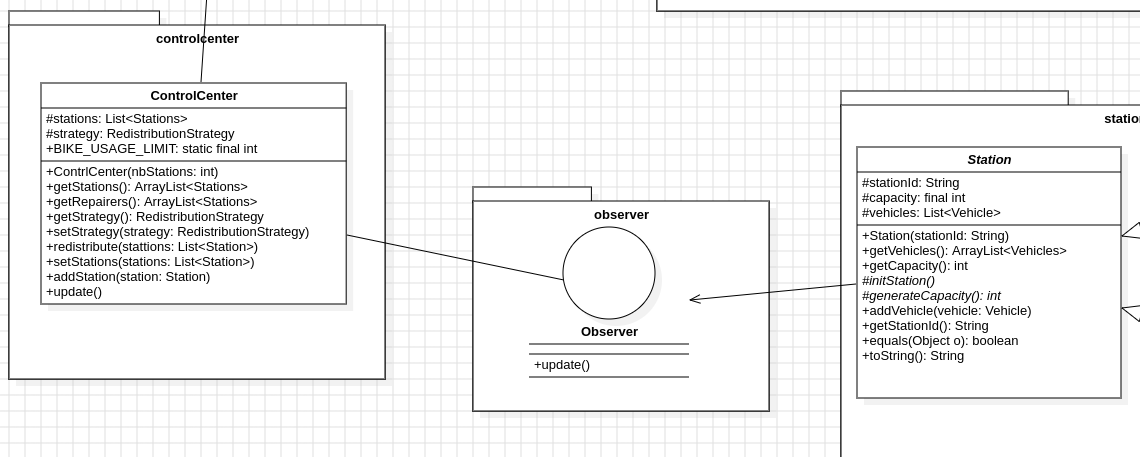 controlcenter
ControlCenter
#stations: List<Stations>
#strategy: RedistributionStrategy
+BIKE_USAGE_LIMIT: static final int
+ContrlCenter(nbStations: int)
+getStations(): ArrayList<Stations>
+getRepairers(): ArrayList<Stations>
+getStrategy(): RedistributionStrategy
+setStrategy(strategy: RedistributionStrategy)
+redistribute(stattions: List<Station>)
+setStations(stations: List<Station>)
+addStation(station: Station)
+update()
observer
Observer
+update()
station
Station
#stationId: String
#capacity: final int
#vehicles: List<Vehicle>
+Station(stationId: String)
+getVehicles(): ArrayList<Vehicles>
+getCapacity(): int
#initStation()
#generateCapacity(): int
+addVehicle(vehicle: Vehicle)
+getStationId(): String
+equals(Object o): boolean
+toString(): String